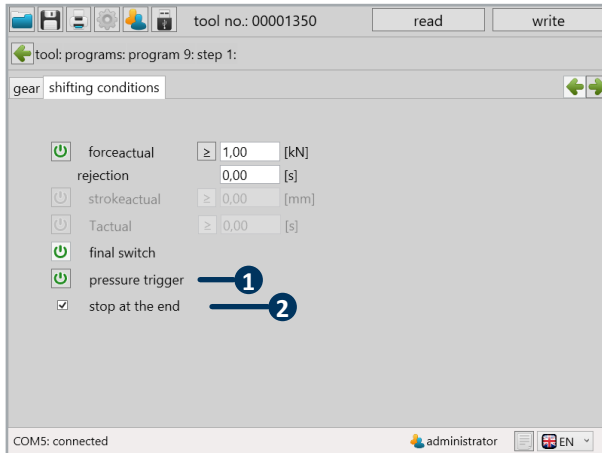 tool no.: 00001350 read write
tool: programs: program 9: step 1:
gear shifting conditions
forceactual ≥ 1,00 [kN]
rejection 0,00 [s]
strokeactual ≥ 0,00 [mm]
Tactual ≥ 0,00 [s]
final switch
pressure trigger 1
stop at the end 2
COM5: connected administrator EN